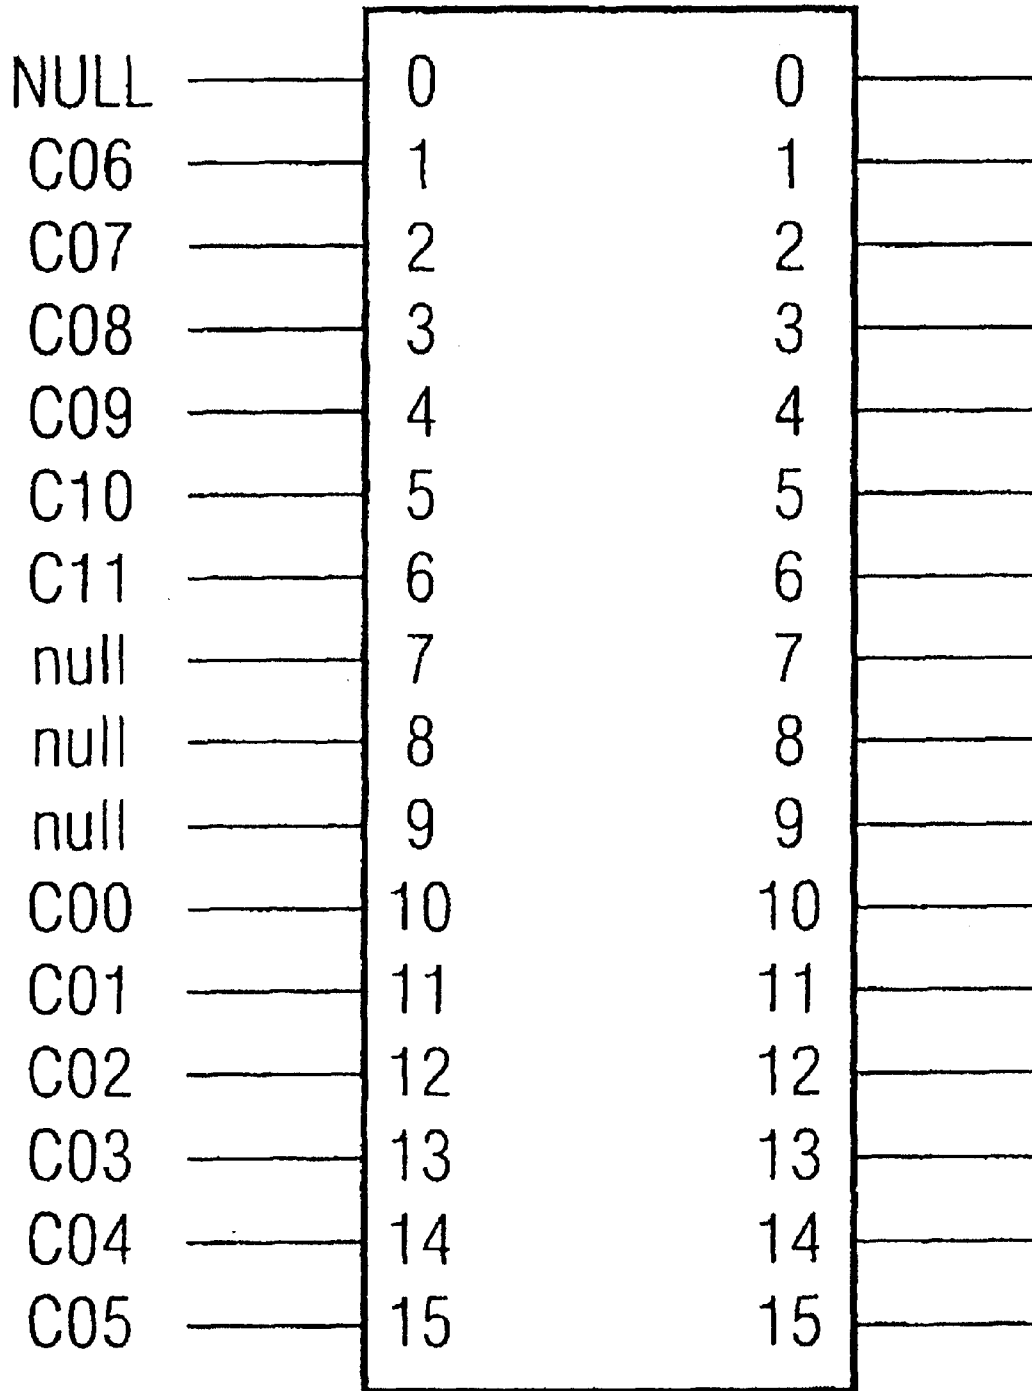 NULL 0 0
C06 1 1
C07 2 2
C08 3 3
C09 4 4
C10 5 5
C11 6 6
null 7 7
null 8 8
null 9 9
C00 10 10
C01 11 11
C02 12 12
C03 13 13
C04 14 14
C05 15 15